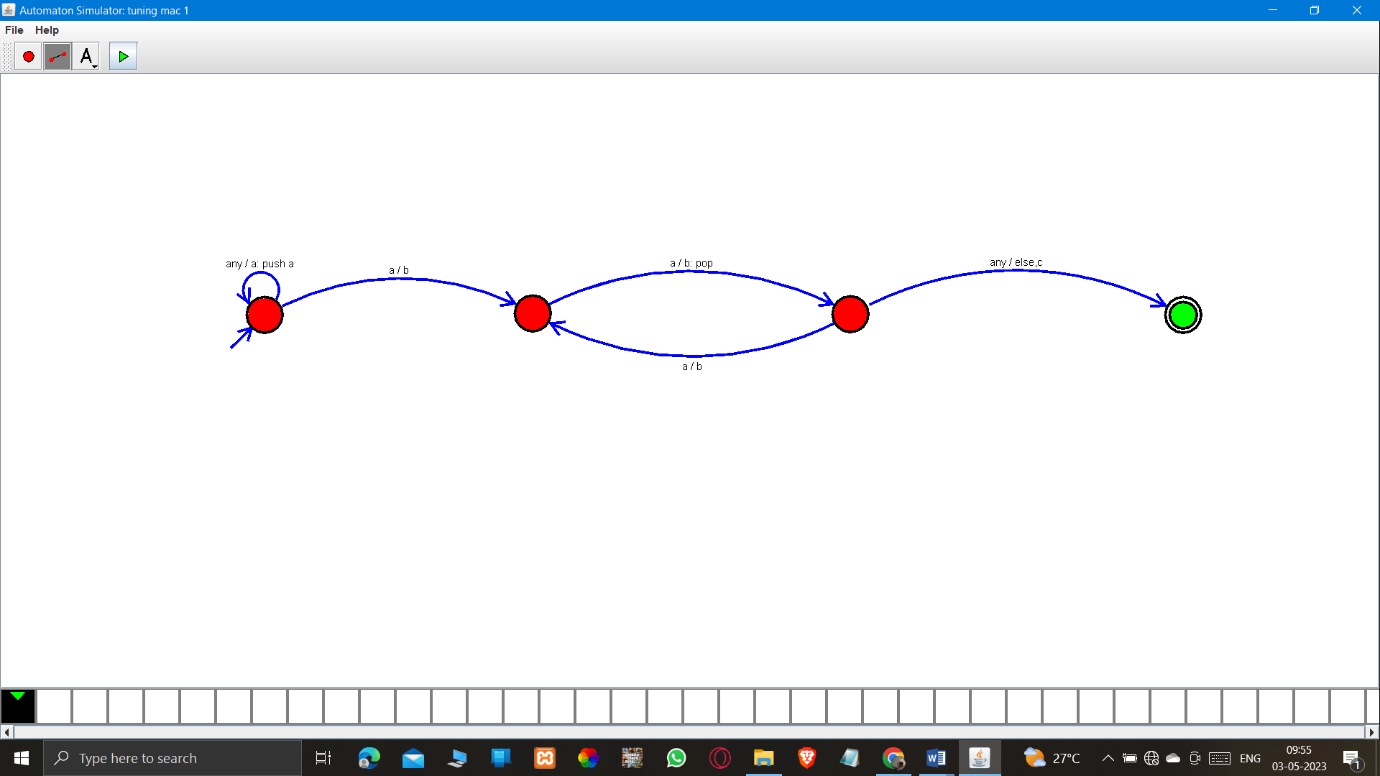 Automaton Simulator: tuning mac 1
File Help
A
any / a: push a
a / b
a / b: pop
any / else,c
a / b
Type here to search
27°C
ENG
09:55
03-05-2023
1